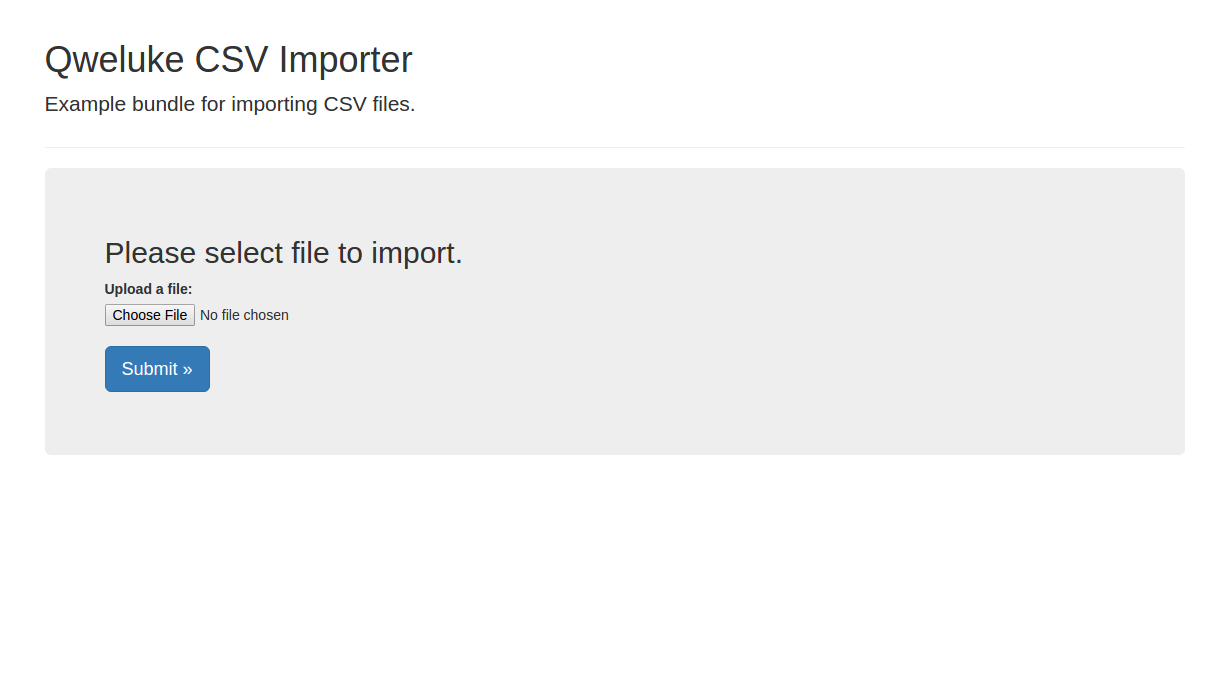 Qweluke CSV Importer
Example bundle for importing CSV files.
Please select file to import.
Upload a file:
Choose File No file chosen
Submit »